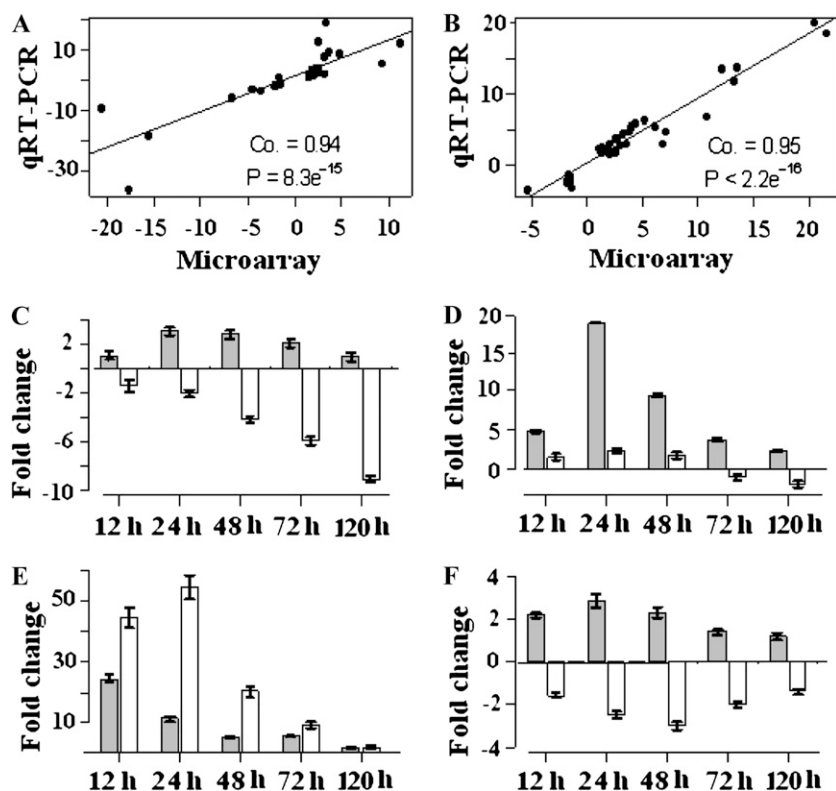 A
qRT-PCR
10
-10
-30
Co. = 0.94
P = 8.3e-15
-20 -15 -10 -5 0 5 10
Microarray
B
qRT-PCR
20
10
0
Co. = 0.95
P < 2.2e-16
-5 0 5 10 15 20
Microarray
C
Fold change
2
-2
-6
-10
12 h 24 h 48 h 72 h 120 h
D
Fold change
20
15
10
5
0
12 h 24 h 48 h 72 h 120 h
E
Fold change
50
30
10
12 h 24 h 48 h 72 h 120 h
F
Fold change
4
2
0
-2
-4
12 h 24 h 48 h 72 h 120 h